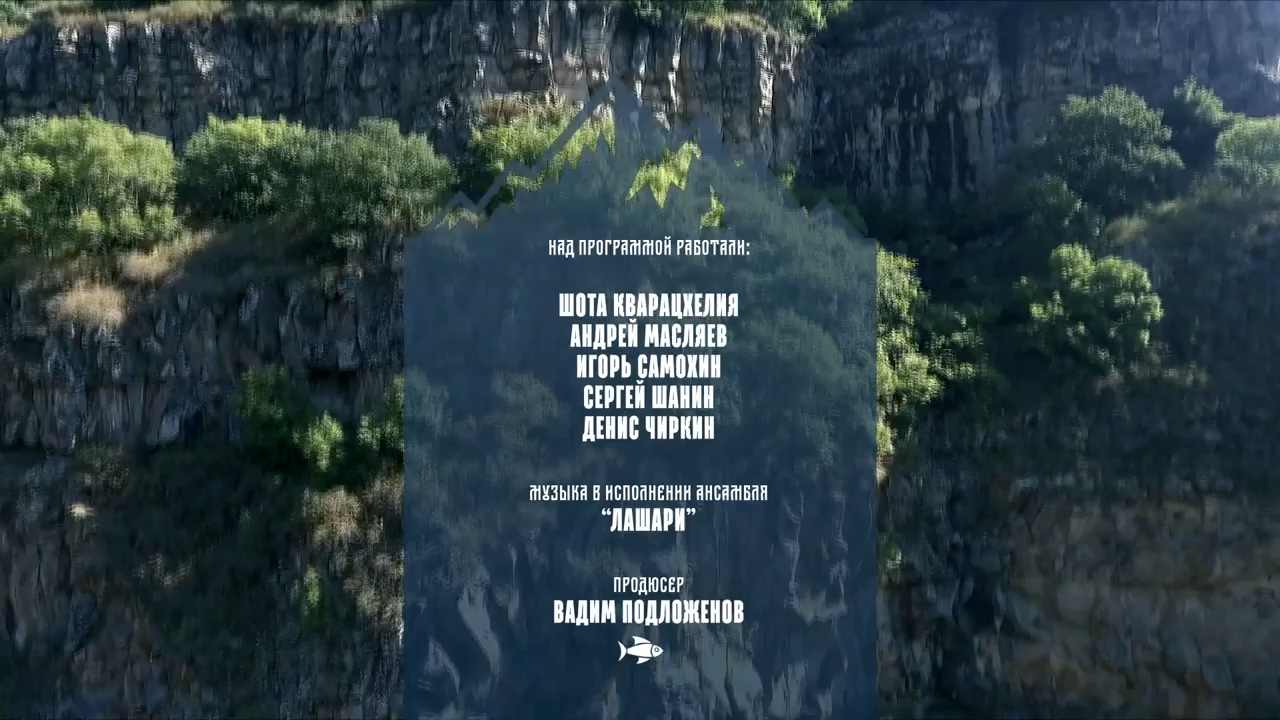 НАД ПРОГРАММОЙ РАБОТАЛИ:
ШОТА КВАРАЦХЕЛИЯ
АНДРЕЙ МАСЛЯЕВ
ИГОРЬ САМОХИН
СЕРГЕЙ ШАНИН
ДЕНИС ЧИРКИН
МУЗЫКА В ИСПОЛНЕНИИ АНСАМБЛЯ
“ЛАШАРИ”
ПРОДЮСЕР
ВАДИМ ПОДЛОЖЕНОВ